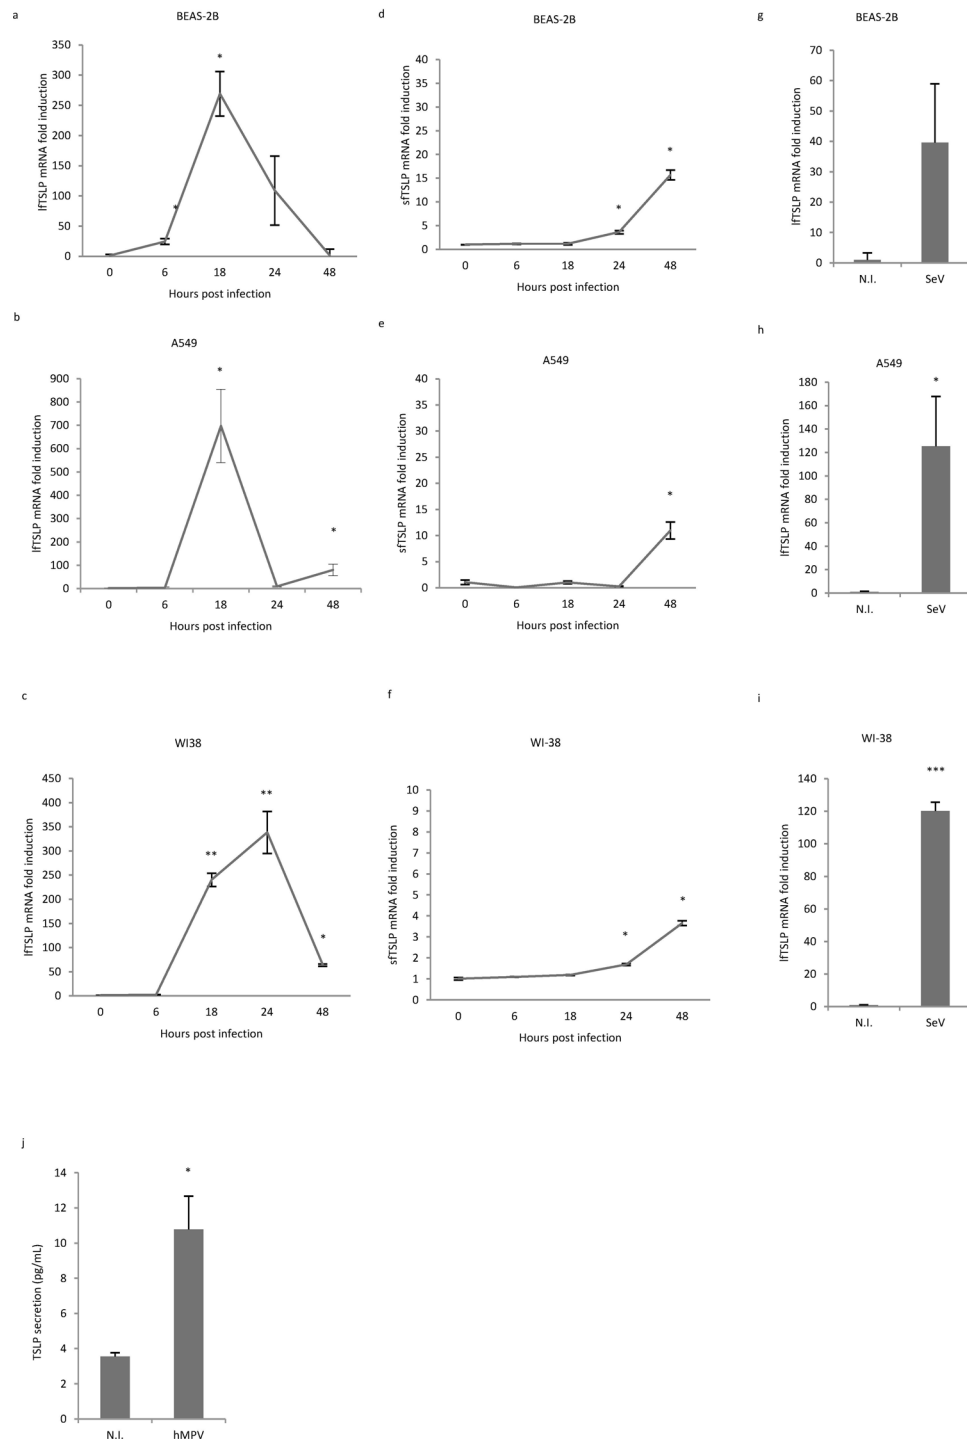 a
BEAS-2B
lfTSLP mRNA fold induction
350
300
250
200
150
100
50
0
*
*
0 6 18 24 48
Hours post infection
b
A549
lfTSLP mRNA fold induction
900
800
700
600
500
400
300
200
100
0
*
*
0 6 18 24 48
Hours post infection
c
WI38
lfTSLP mRNA fold induction
450
400
350
300
250
200
150
100
50
0
**
**
*
0 6 18 24 48
Hours post infection
d
BEAS-2B
sfTSLP mRNA fold induction
40
35
30
25
20
15
10
5
0
*
*
0 6 18 24 48
Hours post infection
e
A549
sfTSLP mRNA fold induction
40
35
30
25
20
15
10
5
0
*
0 6 18 24 48
Hours post infection
f
WI-38
sfTSLP mRNA fold induction
10
9
8
7
6
5
4
3
2
1
0
*
*
0 6 18 24 48
Hours post infection
g
BEAS-2B
lfTSLP mRNA fold induction
70
60
50
40
30
20
10
0
N.I. SeV
h
A549
lfTSLP mRNA fold induction
180
160
140
120
100
80
60
40
20
0
*
N.I. SeV
i
WI-38
lfTSLP mRNA fold induction
140
120
100
80
60
40
20
0
***
N.I. SeV
j
TSLP secretion (pg/mL)
14
12
10
8
6
4
2
0
*
N.I. hMPV